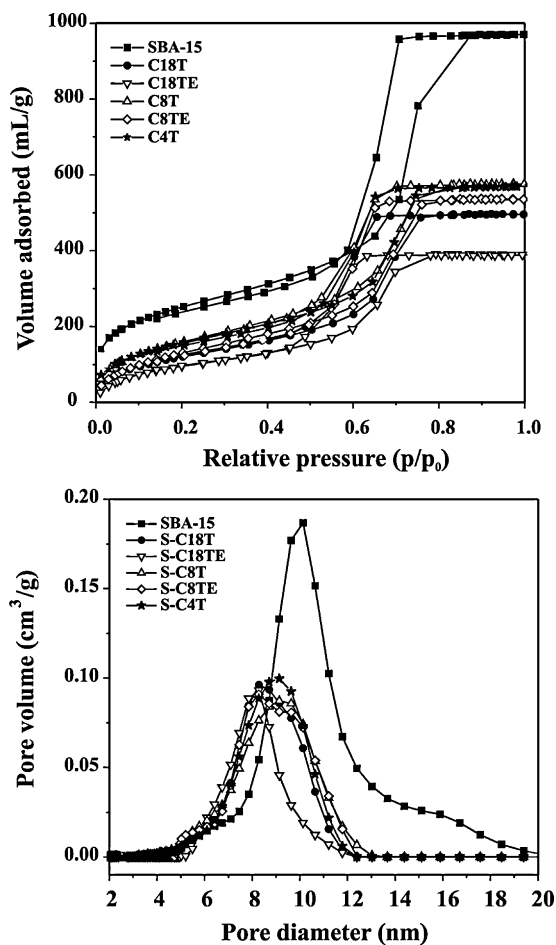 1000
800
600
400
200
0
Volume adsorbed (mL/g)
SBA-15
C18T
C18TE
C8T
C8TE
C4T
0.0 0.2 0.4 0.6 0.8 1.0
Relative pressure (p/p₀)
0.20
0.15
0.10
0.05
0.00
Pore volume (cm³/g)
SBA-15
S-C18T
S-C18TE
S-C8T
S-C8TE
S-C4T
2 4 6 8 10 12 14 16 18 20
Pore diameter (nm)